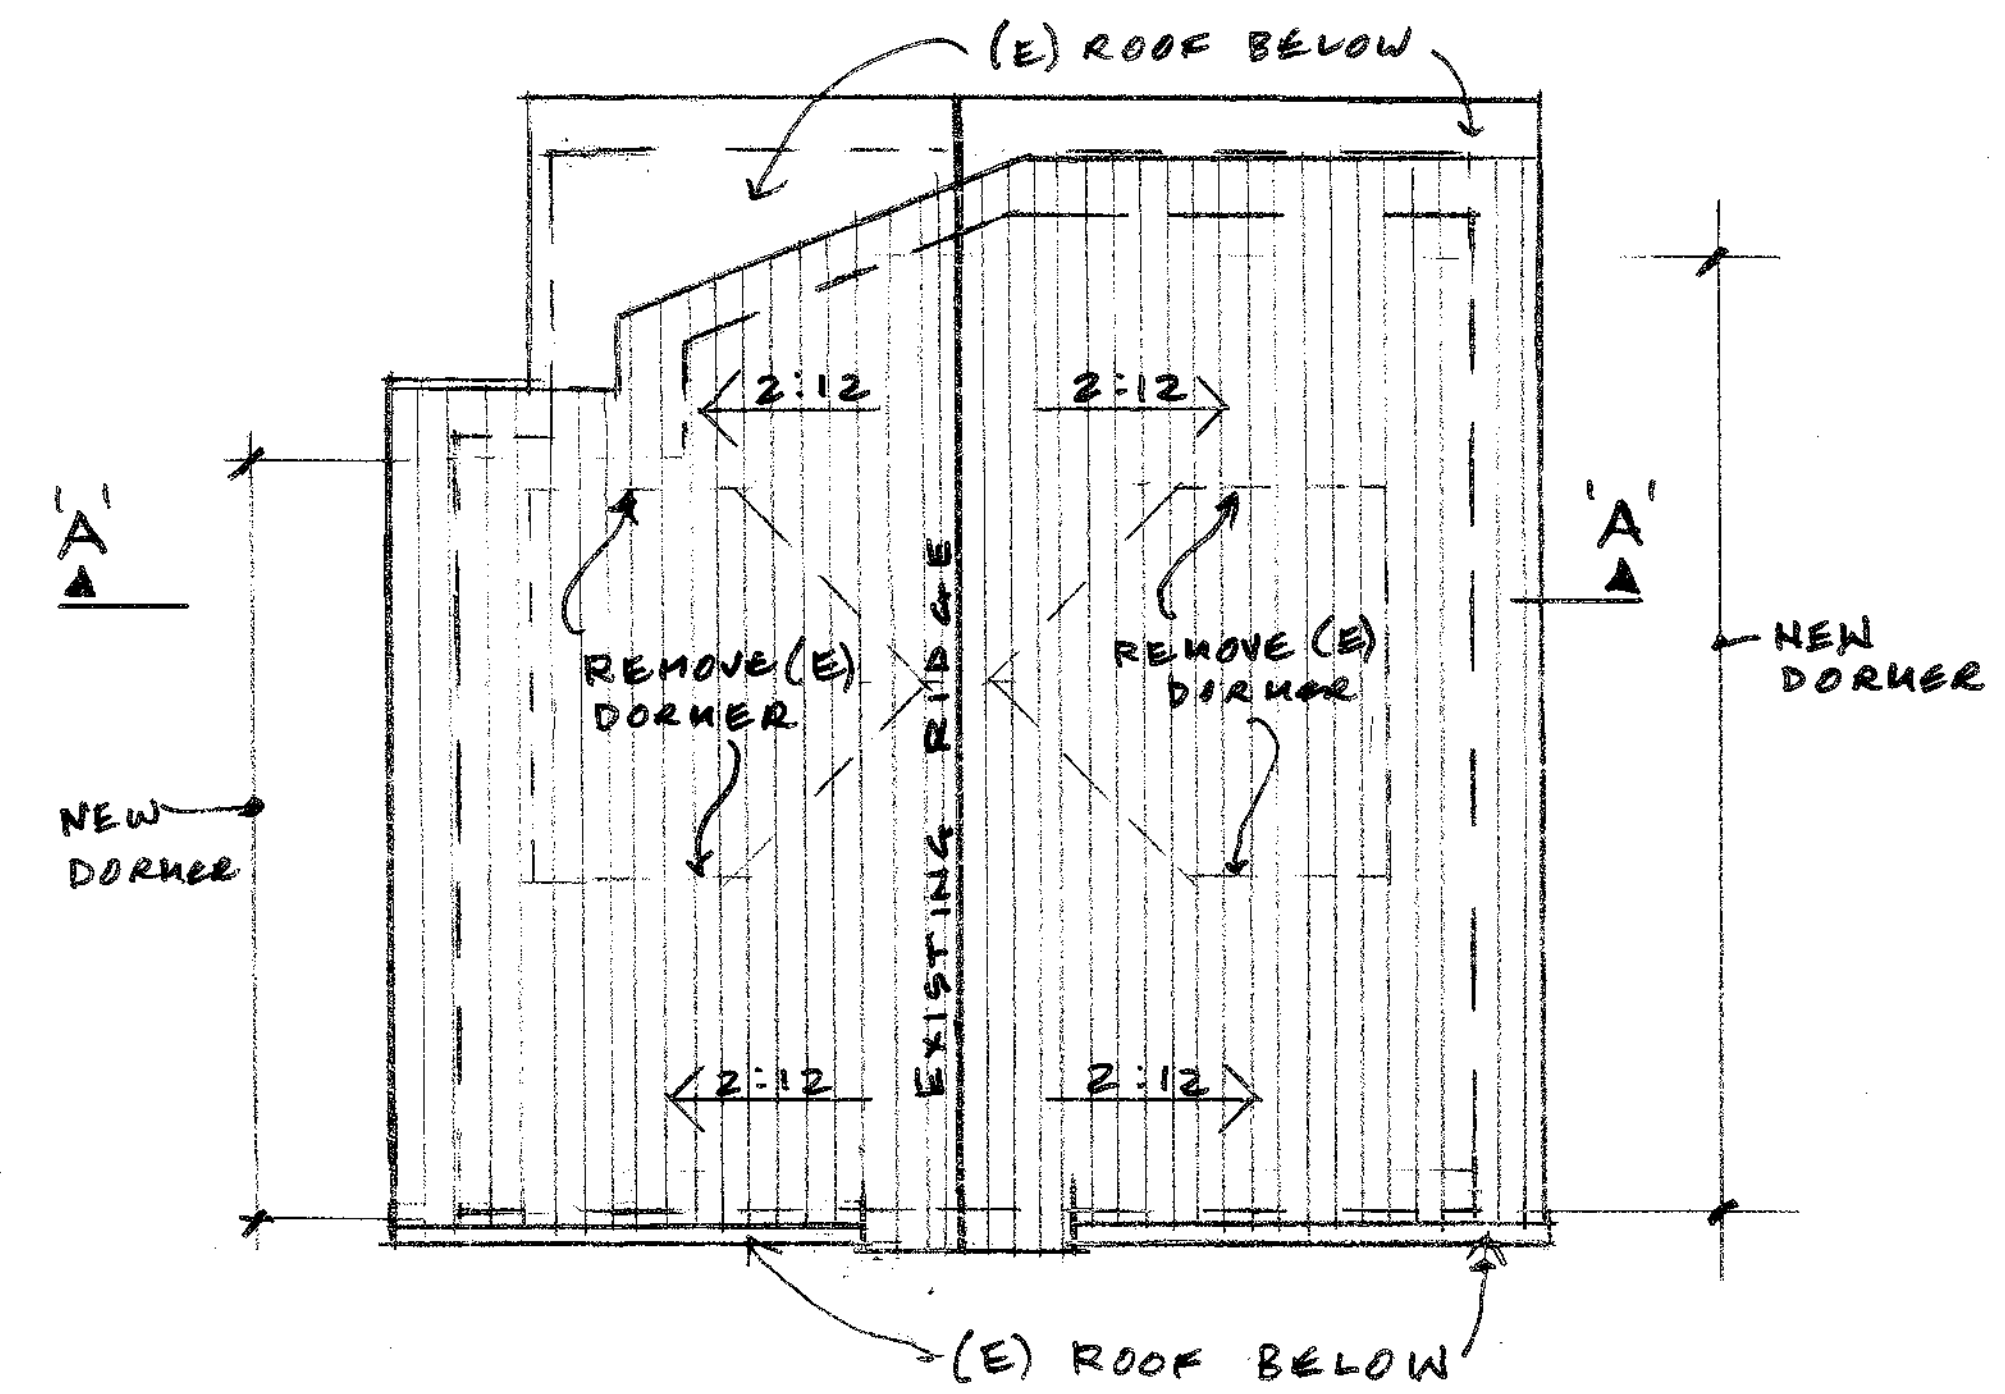 (E) ROOF BELOW
2:12
2:12
'A'
'A'
REMOVE (E)
DORMER
REMOVE (E)
DORMER
NEW
DORMER
EXISTING RIDGE
NEW
DORMER
2:12
2:12
(E) ROOF BELOW